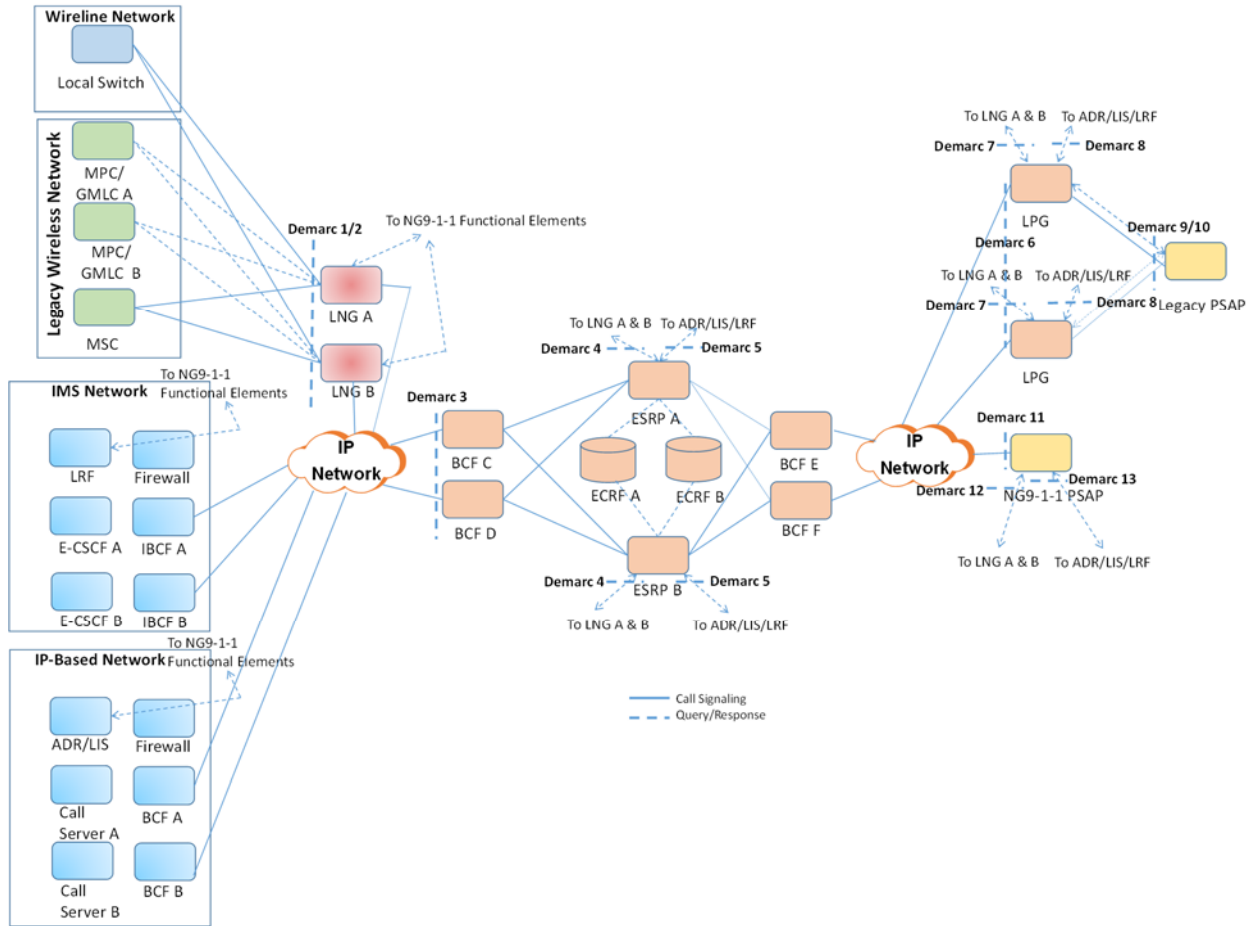 Wireline Network
Local Switch
Legacy Wireless Network
MPC/
GMLC A
MPC/
GMLC B
MSC
Demarc 1/2
To NG9-1-1 Functional Elements
LNG A
LNG B
IMS Network
To NG9-1-1
Functional Elements
LRF
Firewall
E-CSCF A
IBCF A
E-CSCF B
IBCF B
IP-Based Network
To NG9-1-1
Functional Elements
ADR/LIS
Firewall
Call
Server A
BCF A
Call
Server B
BCF B
IP
Network
Demarc 3
BCF C
BCF D
To LNG A & B
To ADR/LIS/LRF
Demarc 4
Demarc 5
ESRP A
ECRF A
ECRF B
ESRP B
Demarc 4
Demarc 5
To LNG A & B
To ADR/LIS/LRF
BCF E
BCF F
IP
Network
To LNG A & B
To ADR/LIS/LRF
Demarc 7
Demarc 8
LPG
Demarc 6
Demarc 9/10
Legacy PSAP
To LNG A & B
To ADR/LIS/LRF
Demarc 7
Demarc 8
LPG
Demarc 11
Demarc 12
Demarc 13
NG9-1-1 PSAP
To LNG A & B
To ADR/LIS/LRF
Call Signaling
Query/Response